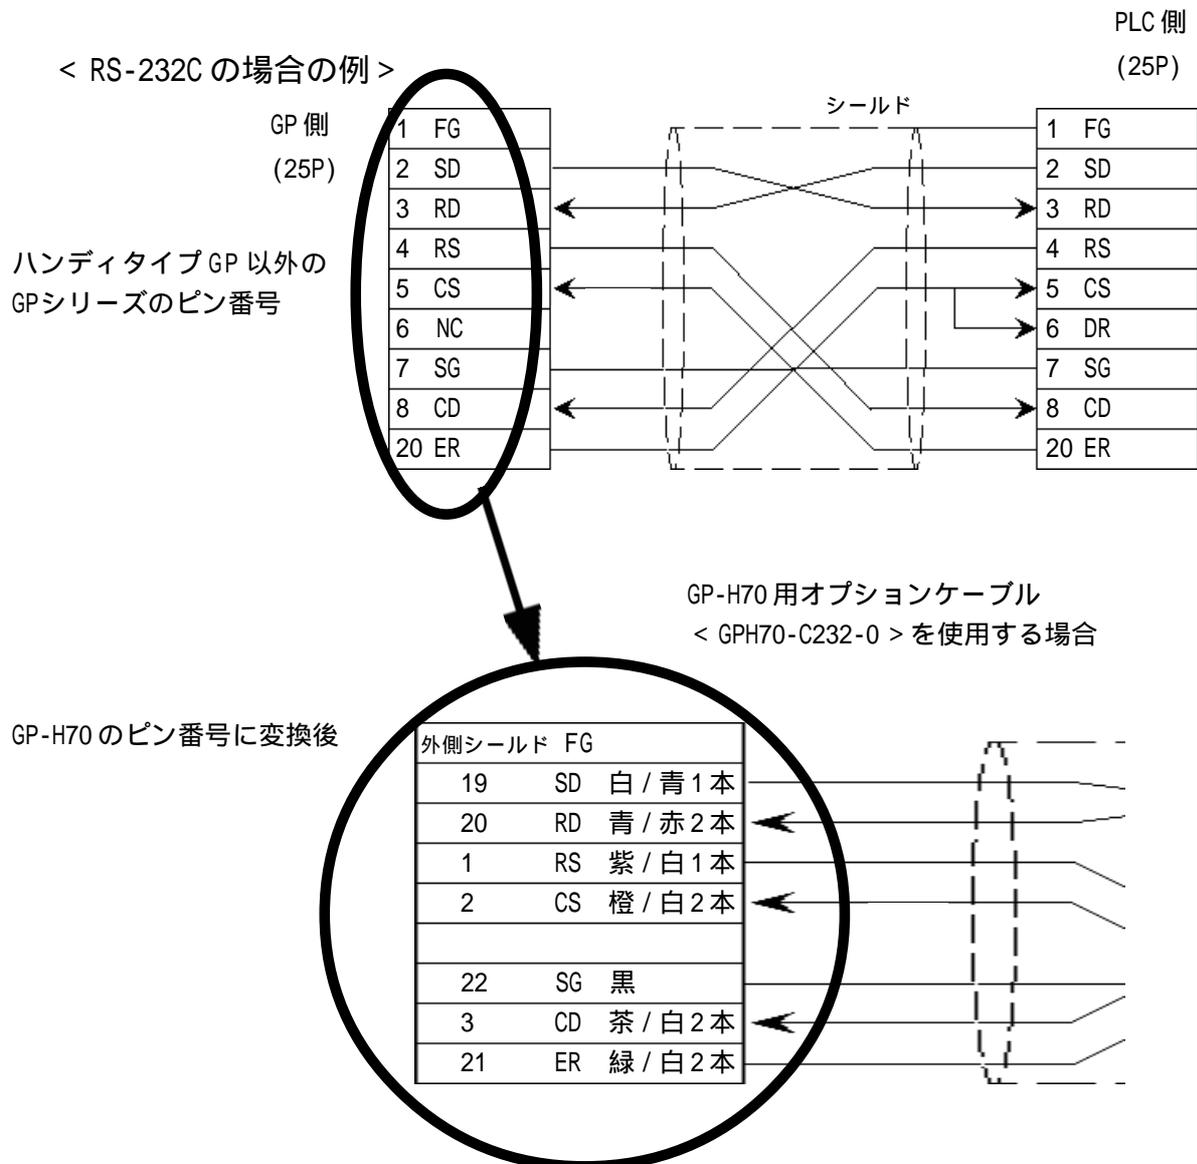 PLC側
(25P)
< RS-232Cの場合の例 >
GP側
(25P)
シールド
1 FG
2 SD
3 RD
4 RS
5 CS
6 NC
7 SG
8 CD
20 ER
1 FG
2 SD
3 RD
4 RS
5 CS
6 DR
7 SG
8 CD
20 ER
ハンディタイプGP以外の
GPシリーズのピン番号
GP-H70用オプションケーブル
< GPH70-C232-0 >を使用する場合
GP-H70のピン番号に変換後
外側シールド FG
19 SD 白/青1本
20 RD 青/赤2本
1 RS 紫/白1本
2 CS 橙/白2本
22 SG 黒
3 CD 茶/白2本
21 ER 緑/白2本